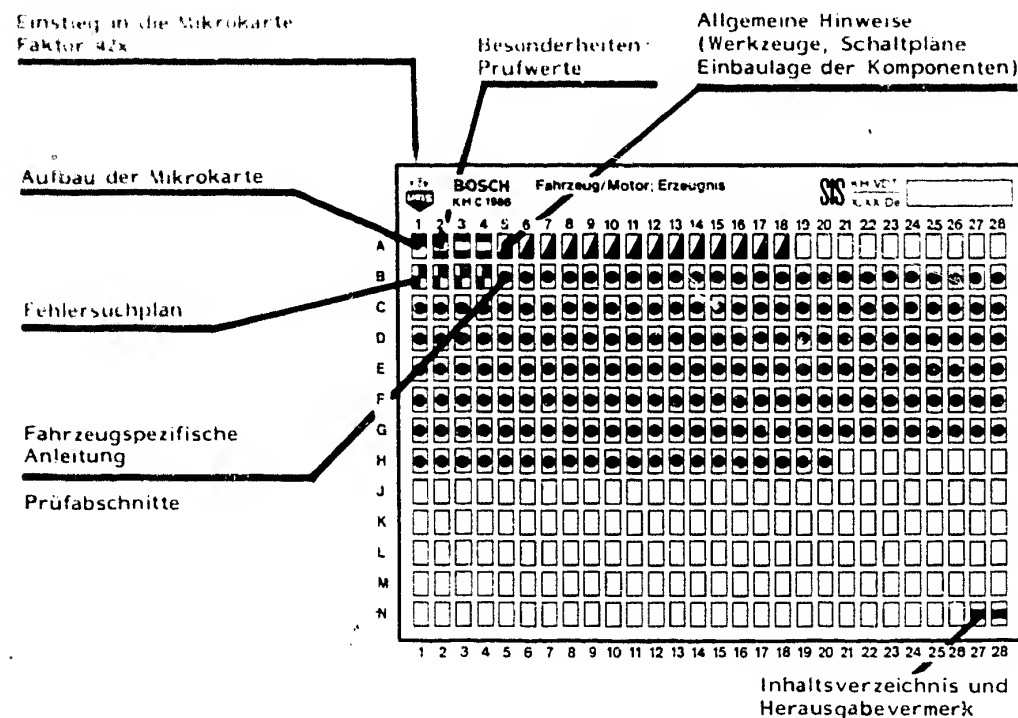 Einstieg in die Mikrokarte
Faktor 42x
Besonderheiten
Prüfwerte
Allgemeine Hinweise
(Werkzeuge, Schaltpläne
Einbaulage der Komponenten)
Aufbau der Mikrokarte
BOSCH
KH C 1986
Fahrzeug/Motor; Erzeugnis
SIS
1 2 3 4 5 6 7 8 9 10 11 12 13 14 15 16 17 18 19 20 21 22 23 24 25 26 27 28
A
B
Fehlersuchplan
C
D
E
F
Fahrzeugspezifische
Anleitung
G
H
Prüfabschnitte
J
K
L
M
N
1 2 3 4 5 6 7 8 9 10 11 12 13 14 15 16 17 18 19 20 21 22 23 24 25 26 27 28
Inhaltsverzeichnis und
Herausgabevermerk